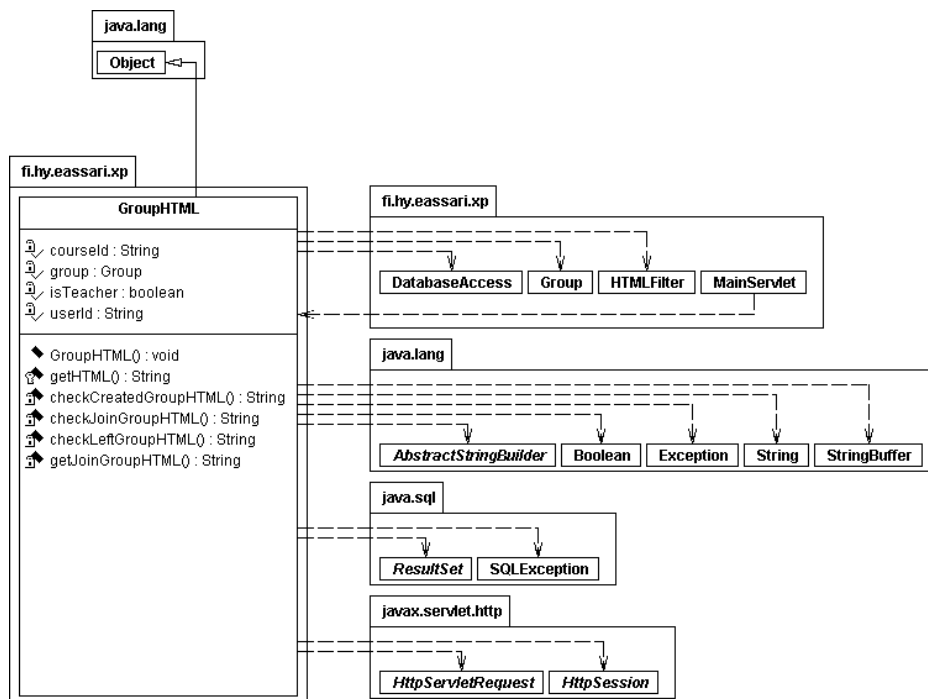 java.lang
Object
fi.hy.eassari.xp
GroupHTML
courseId : String
group : Group
isTeacher : boolean
userId : String
GroupHTML() : void
getHTML() : String
checkCreatedGroupHTML() : String
checkJoinGroupHTML() : String
checkLeftGroupHTML() : String
getJoinGroupHTML() : String
fi.hy.eassari.xp
DatabaseAccess Group HTMLFilter MainServlet
java.lang
AbstractStringBuilder Boolean Exception String StringBuffer
java.sql
ResultSet SQLException
javax.servlet.http
HttpServletRequest HttpSession